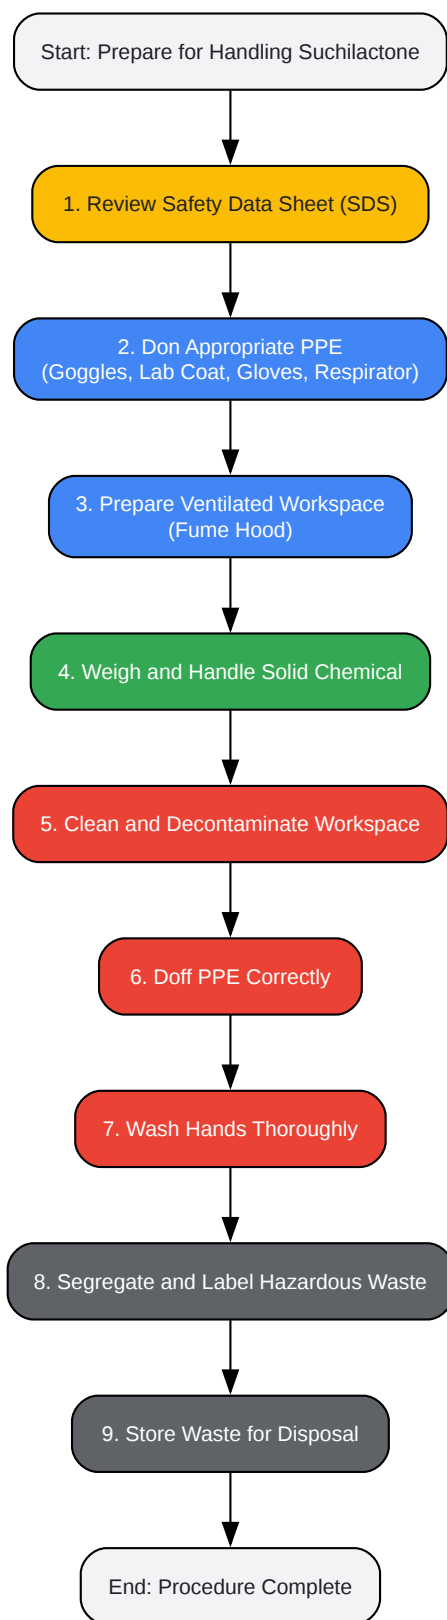 Start: Prepare for Handling Suchilactone
1. Review Safety Data Sheet (SDS)
2. Don Appropriate PPE
(Goggles, Lab Coat, Gloves, Respirator)
3. Prepare Ventilated Workspace
(Fume Hood)
4. Weigh and Handle Solid Chemical
5. Clean and Decontaminate Workspace
6. Doff PPE Correctly
7. Wash Hands Thoroughly
8. Segregate and Label Hazardous Waste
9. Store Waste for Disposal
End: Procedure Complete